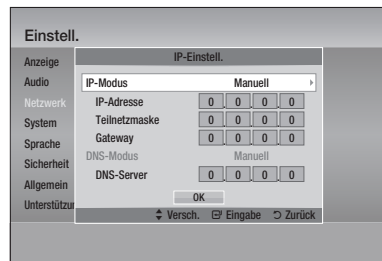 Einstell.
Anzeige
Audio
Netzwerk
System
Sprache
Sicherheit
Allgemein
Unterstützur
IP-Einstell.
IP-Modus Manuell
IP-Adresse 0 . 0 . 0 . 0
Teilnetzmaske 0 . 0 . 0 . 0
Gateway 0 . 0 . 0 . 0
DNS-Modus Manuell
DNS-Server 0 . 0 . 0 . 0
OK
Versch. Eingabe Zurück